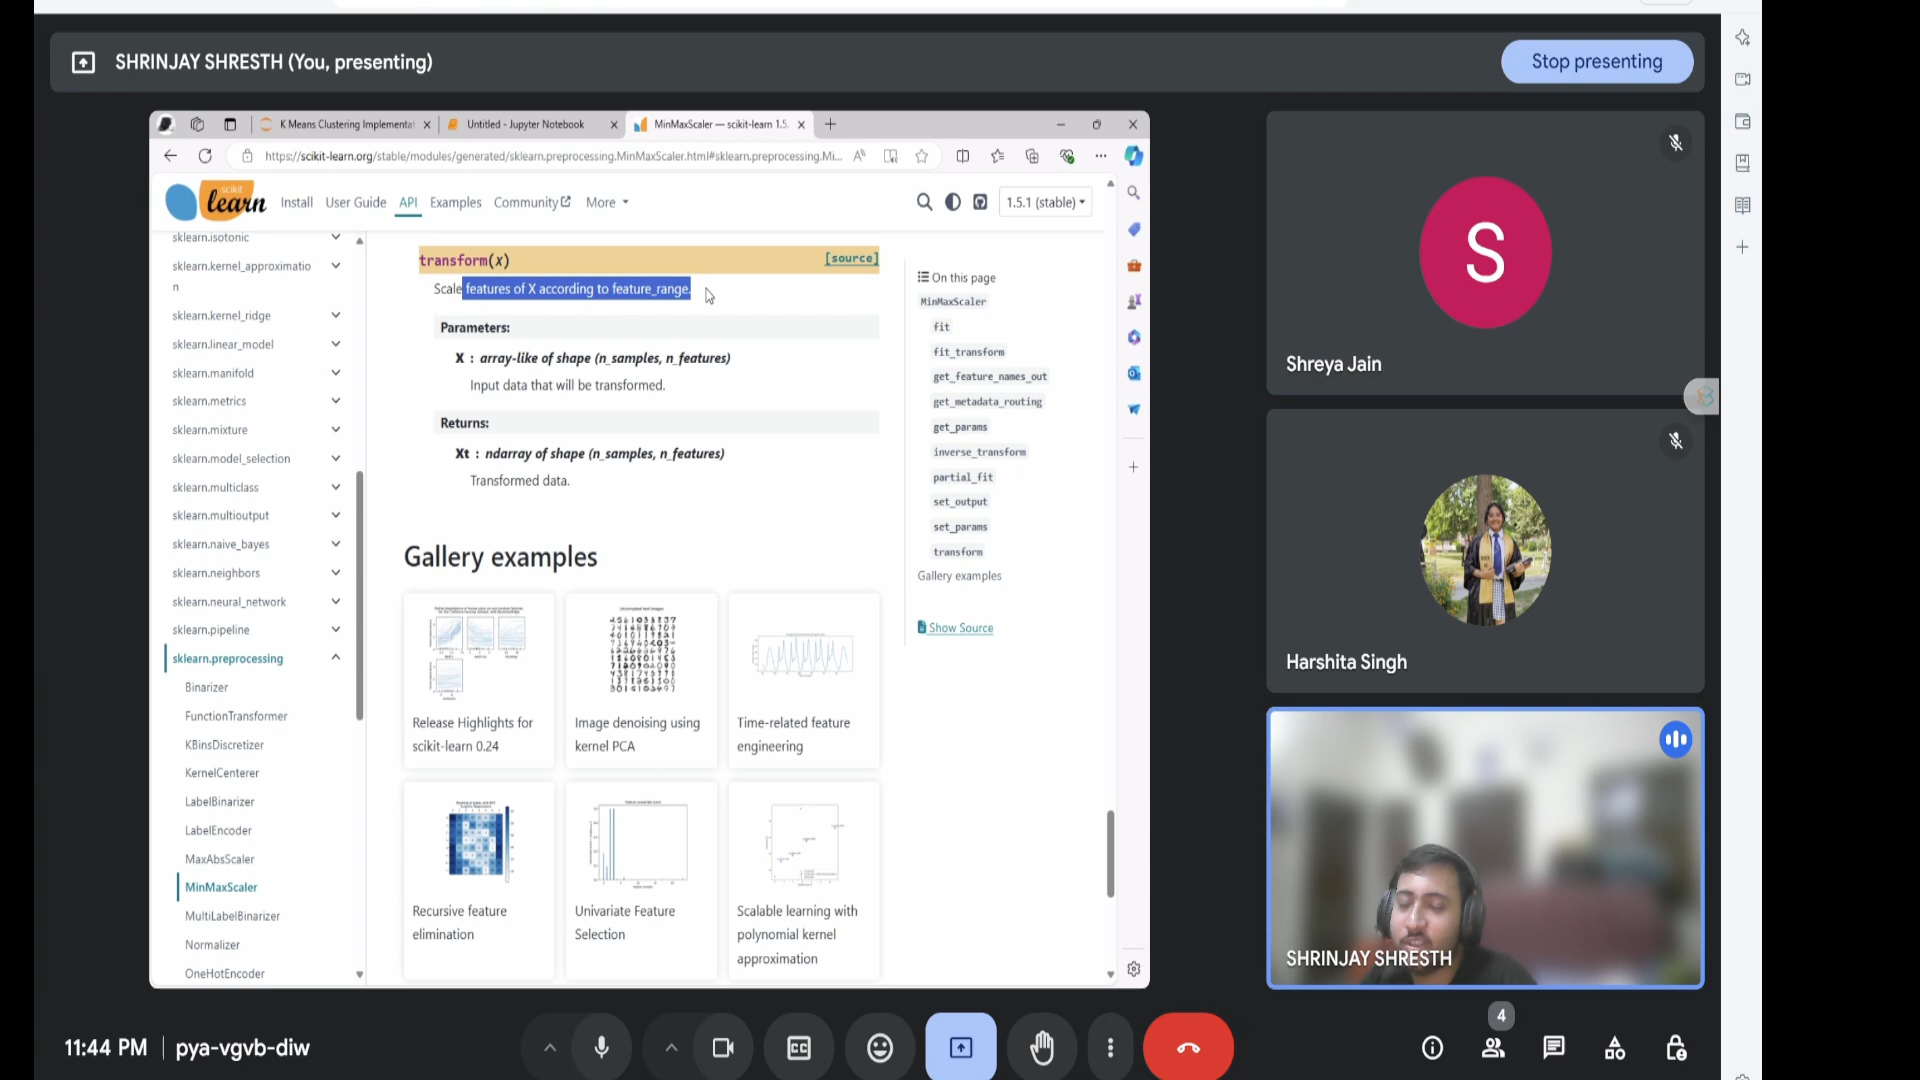 SHRINJAY SHRESTH (You, presenting)
Stop presenting
K Means Clustering Implementat
Untitled - Jupyter Notebook
MinMaxScaler — scikit-learn 1.5.
https://scikit-learn.org/stable/modules/generated/sklearn.preprocessing.MinMaxScaler.html#sklearn.preprocessing.Mi...
scikit
learn
Install
User Guide
API
Examples
Community
More
1.5.1 (stable)
sklearn.isotonic
sklearn.kernel_approximatio
n
sklearn.kernel_ridge
sklearn.linear_model
sklearn.manifold
sklearn.metrics
sklearn.mixture
sklearn.model_selection
sklearn.multiclass
sklearn.multioutput
sklearn.naive_bayes
sklearn.neighbors
sklearn.neural_network
sklearn.pipeline
sklearn.preprocessing
Binarizer
FunctionTransformer
KBinsDiscretizer
KernelCenterer
LabelBinarizer
LabelEncoder
MaxAbsScaler
MinMaxScaler
MultiLabelBinarizer
Normalizer
OneHotEncoder
transform(X)
[source]
Scale features of X according to feature_range.
Parameters:
X : array-like of shape (n_samples, n_features)
Input data that will be transformed.
Returns:
Xt : ndarray of shape (n_samples, n_features)
Transformed data.
Gallery examples
Release Highlights for
scikit-learn 0.24
Image denoising using
kernel PCA
Time-related feature
engineering
Recursive feature
elimination
Univariate Feature
Selection
Scalable learning with
polynomial kernel
approximation
On this page
MinMaxScaler
fit
fit_transform
get_feature_names_out
get_metadata_routing
get_params
inverse_transform
partial_fit
set_output
set_params
transform
Gallery examples
Show Source
S
Shreya Jain
Harshita Singh
SHRINJAY SHRESTH
11:44 PM
pya-vgvb-diw
4